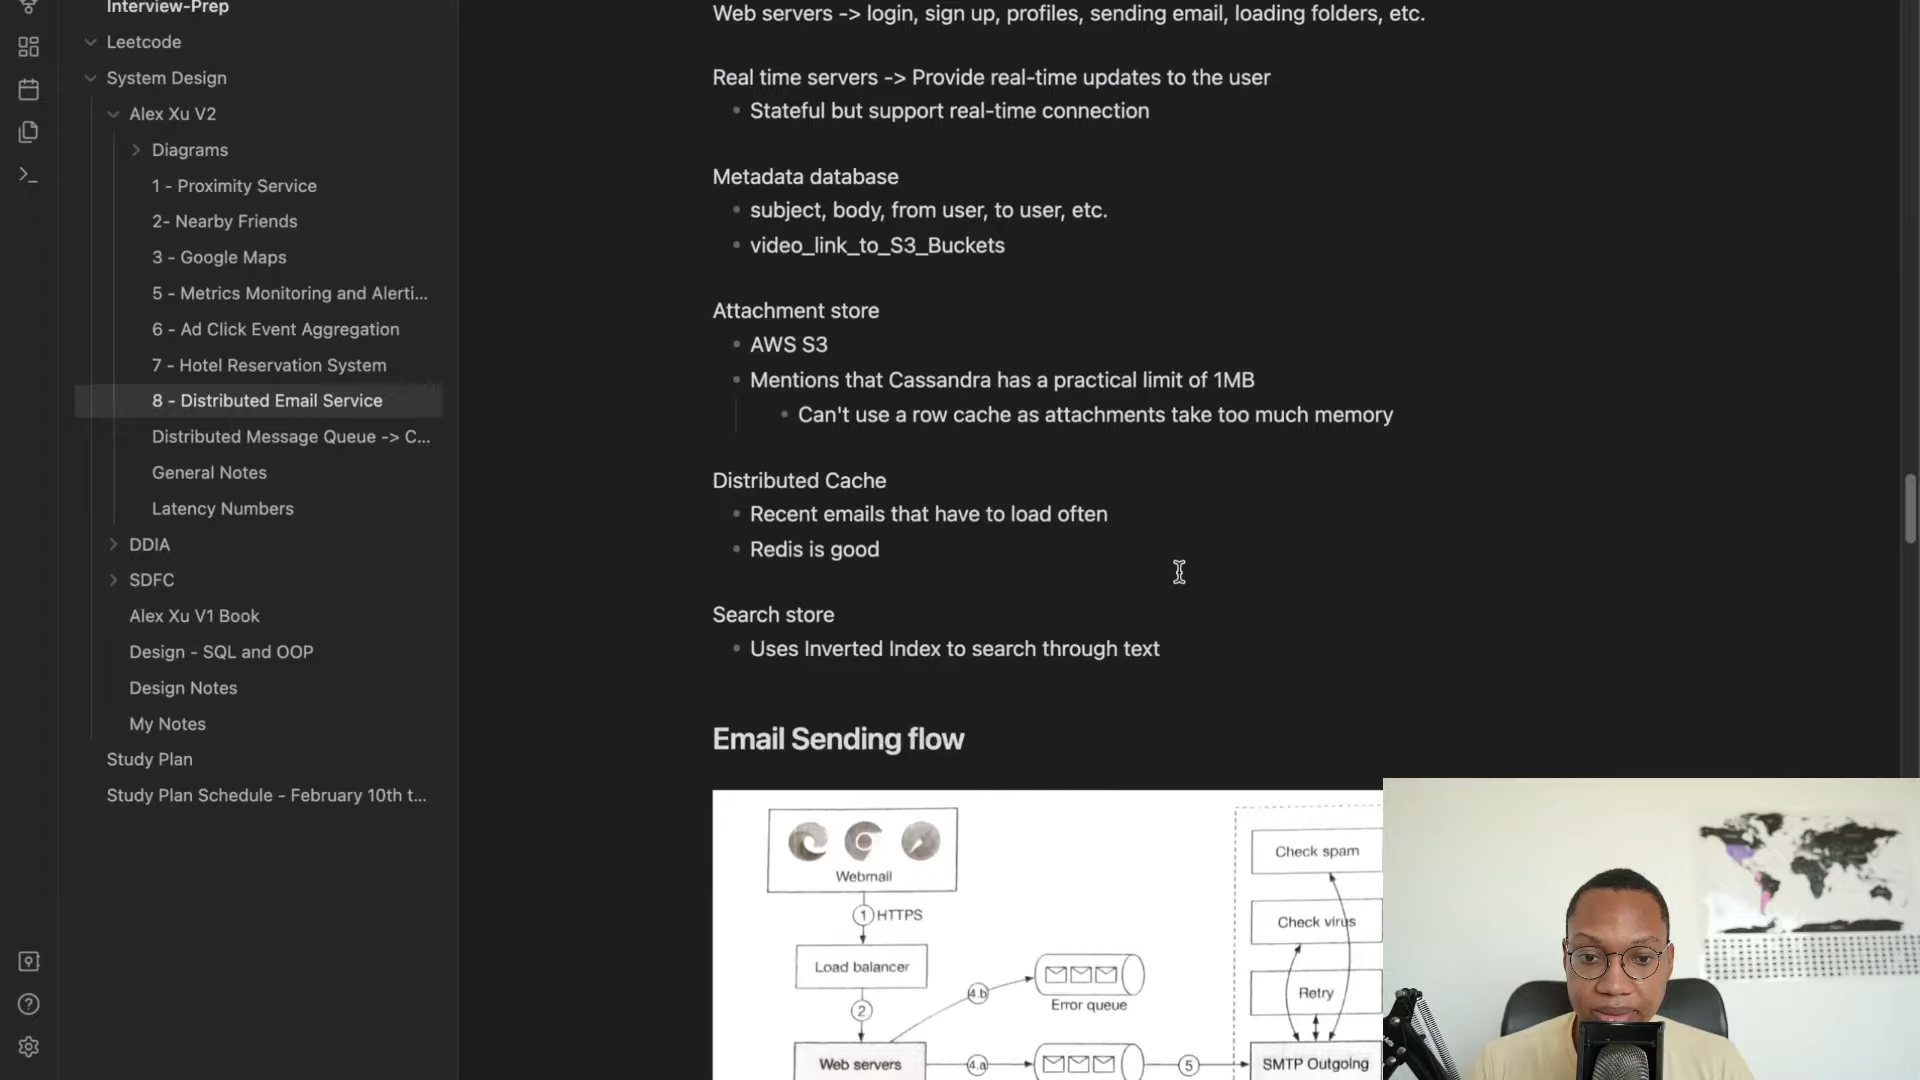 Interview-Prep
Leetcode
System Design
Alex Xu V2
Diagrams
1 - Proximity Service
2- Nearby Friends
3 - Google Maps
5 - Metrics Monitoring and Alerti...
6 - Ad Click Event Aggregation
7 - Hotel Reservation System
8 - Distributed Email Service
Distributed Message Queue -> C...
General Notes
Latency Numbers
DDIA
SDFC
Alex Xu V1 Book
Design - SQL and OOP
Design Notes
My Notes
Study Plan
Study Plan Schedule - February 10th t...
Web servers -> login, sign up, profiles, sending email, loading folders, etc.
Real time servers -> Provide real-time updates to the user
Stateful but support real-time connection
Metadata database
subject, body, from user, to user, etc.
video_link_to_S3_Buckets
Attachment store
AWS S3
Mentions that Cassandra has a practical limit of 1MB
Can't use a row cache as attachments take too much memory
Distributed Cache
Recent emails that have to load often
Redis is good
Search store
Uses Inverted Index to search through text
Email Sending flow
Webmail
1 HTTPS
Load balancer
2
Web servers
4.b
Error queue
4.a
5
Check spam
Check virus
Retry
SMTP Outgoing